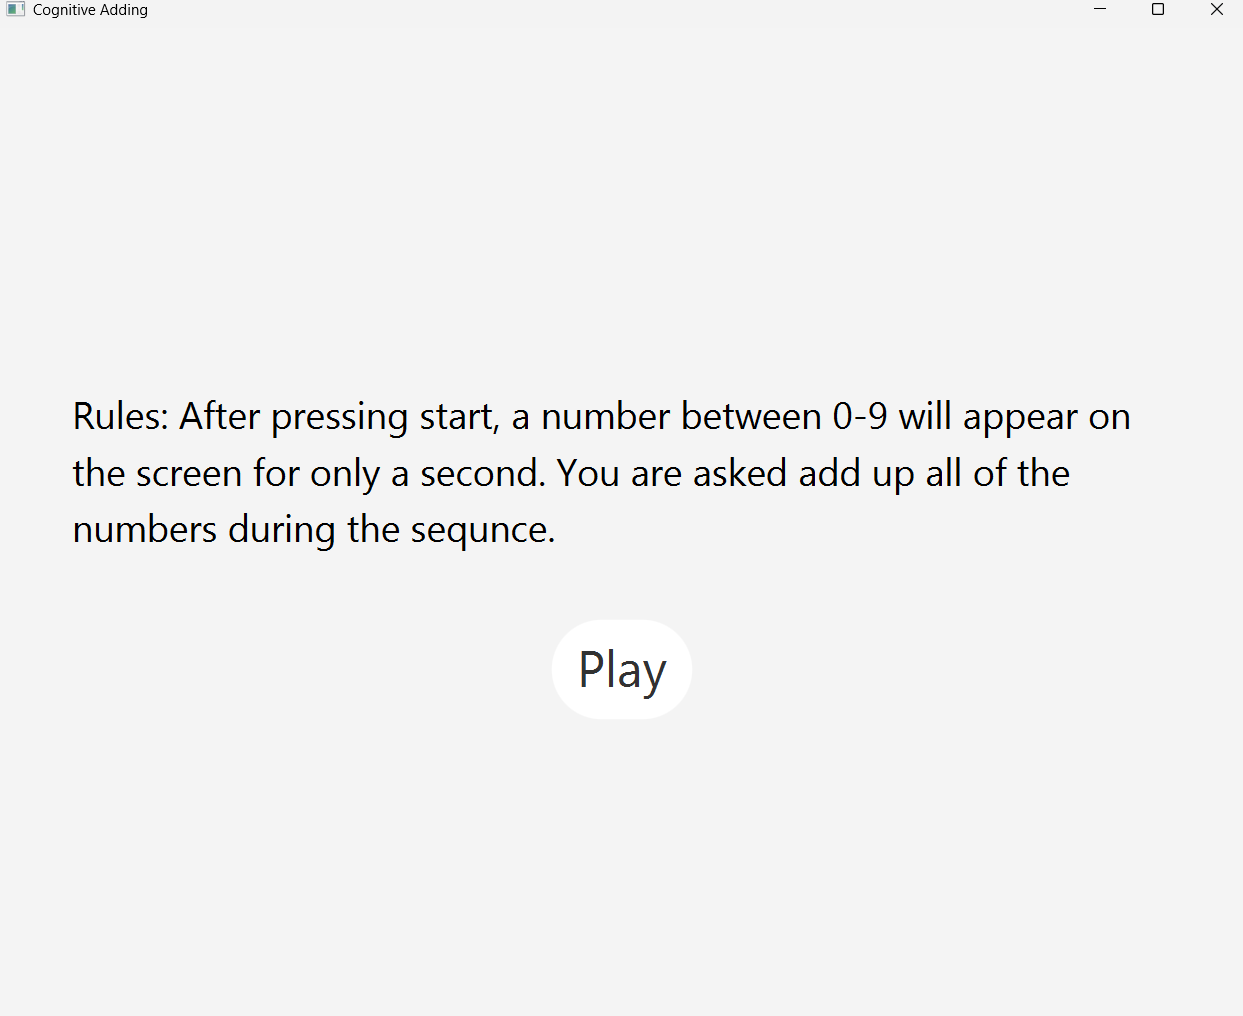 Cognitive Adding
Rules: After pressing start, a number between 0-9 will appear on
the screen for only a second. You are asked add up all of the
numbers during the sequnce.
Play